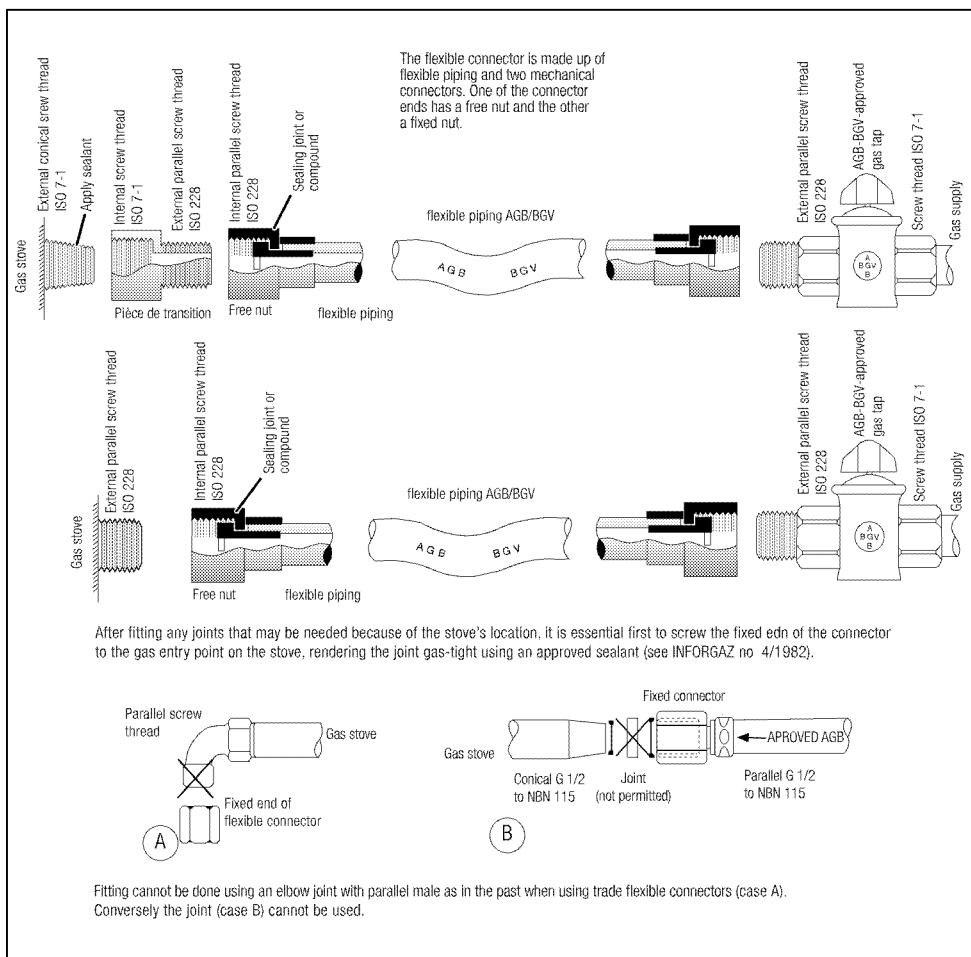 The flexible connector is made up of
flexible piping and two mechanical
connectors. One of the connector
ends has a free nut and the other
a fixed nut.
Gas stove
External conical srew thread
ISO 7-1
Apply sealant
Internal screw thread
ISO 7-1
External parallel screw thread
ISO 228
Internal parallel screw thread
ISO 228
Sealing joint or
compound
flexible piping AGB/BGV
AGB BGV
External parallel screw thread
ISO 228
AGB-BGV-approved
gas tap
Screw thread ISO 7-1
Gas supply
A
BGV
B
Pièce de transition
Free nut
flexible piping
Gas stove
External parallel screw thread
ISO 228
Internal parallel screw thread
ISO 228
Sealing joint or
compound
flexible piping AGB/BGV
AGB BGV
External parallel screw thread
ISO 228
AGB-BGV-approved
gas tap
Screw thread ISO 7-1
Gas supply
A
BGV
B
Free nut
flexible piping
After fitting any joints that may be needed because of the stove's location, it is essential first to screw the fixed edn of the connector
to the gas entry point on the stove, rendering the joint gas-tight using an approved sealant (see INFORGAZ no 4/1982).
Parallel screw
thread
Gas stove
Fixed end of
flexible connector
A
Fixed connector
Gas stove
APROVED AGB
Conical G 1/2
to NBN 115
Joint
(not permitted)
Parallel G 1/2
to NBN 115
B
Fitting cannot be done using an elbow joint with parallel male as in the past when using trade flexible connectors (case A).
Conversely the joint (case B) cannot be used.